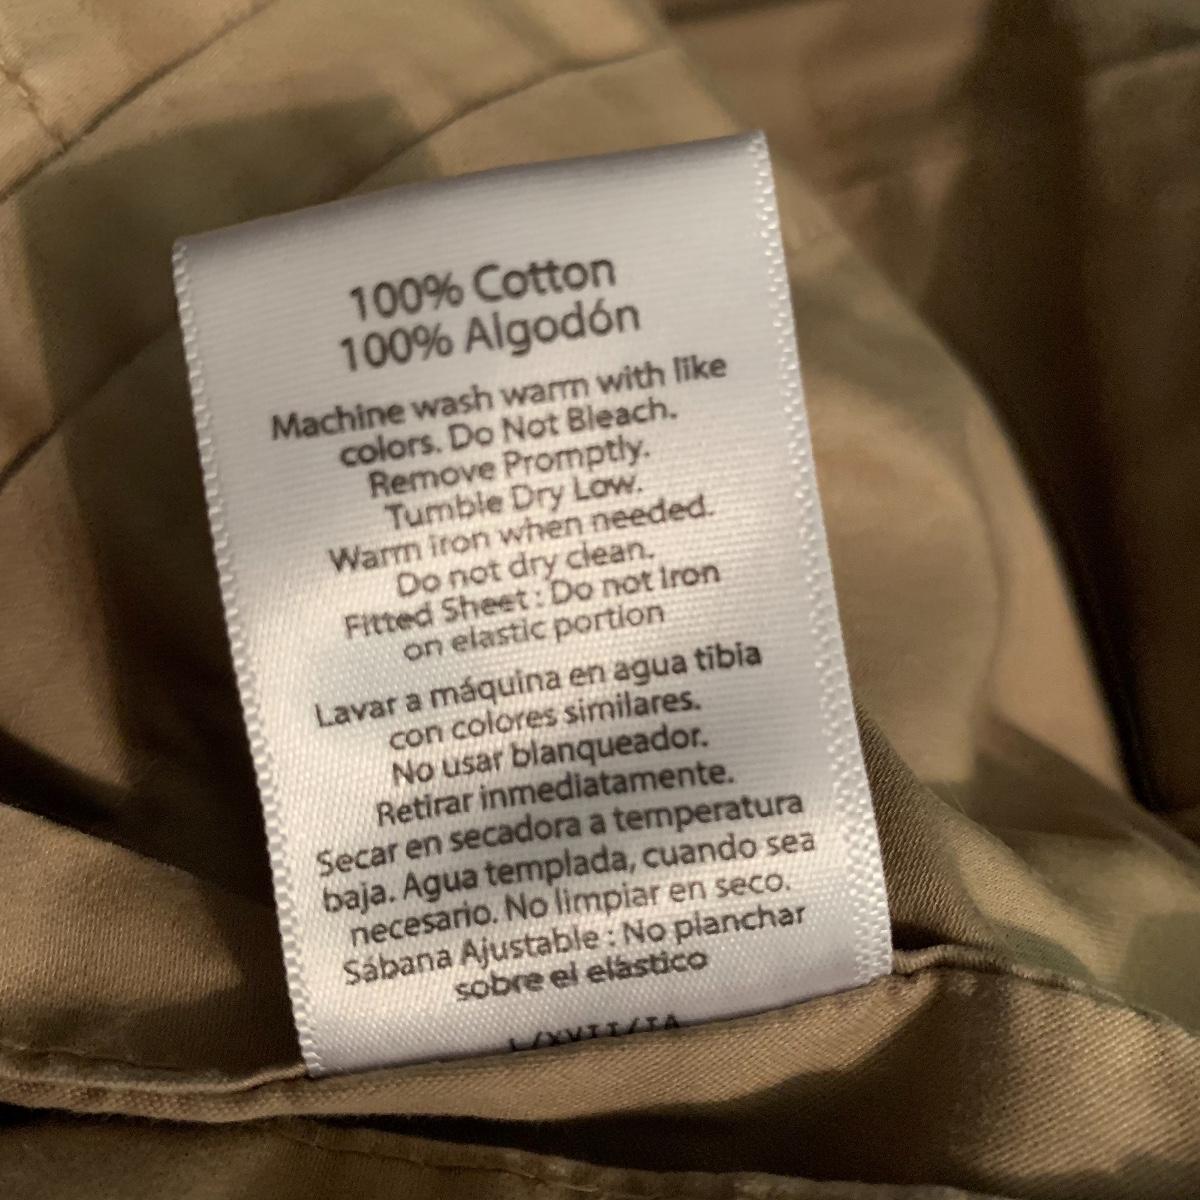 100% Cotton
100% Algodón
Machine wash warm with like
colors. Do Not Bleach.
Remove Promptly.
Tumble Dry Low.
Warm iron when needed.
Do not dry clean.
Fitted Sheet : Do not Iron
on elastic portion
Lavar a máquina en agua tibia
con colores similares.
No usar blanqueador.
Retirar inmediatamente.
Secar en secadora a temperatura
baja. Agua templada, cuando sea
necesario. No limpiar en seco.
Sábana Ajustable : No planchar
sobre el elástico